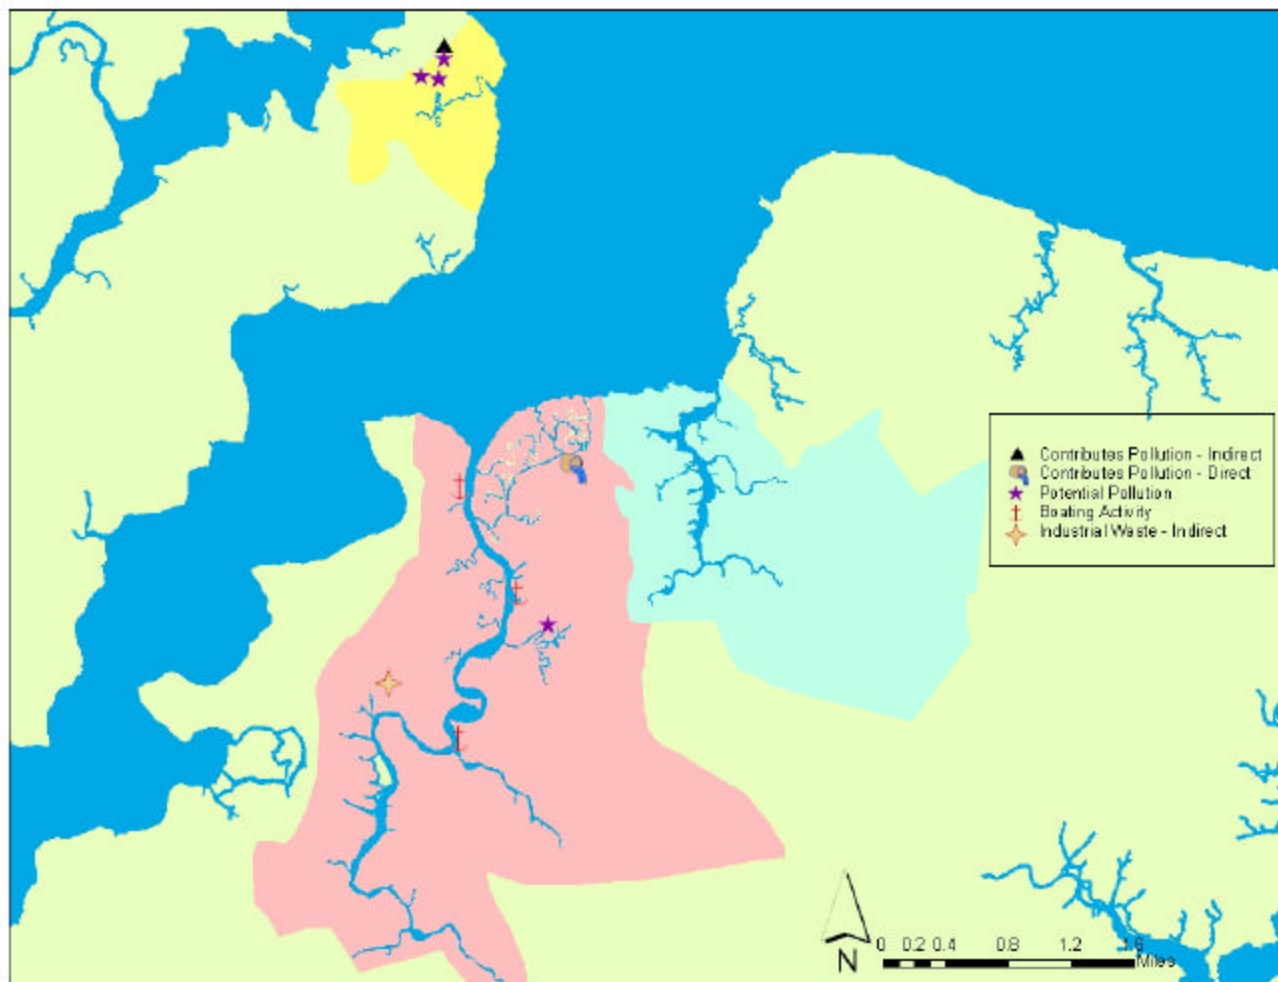 Contributes Pollution - Indirect
Contributes Pollution - Direct
Potential Pollution
Boating Activity
Industrial Waste - Indirect
0 0.2 0.4 0.8 1.2 1.6
Miles
N